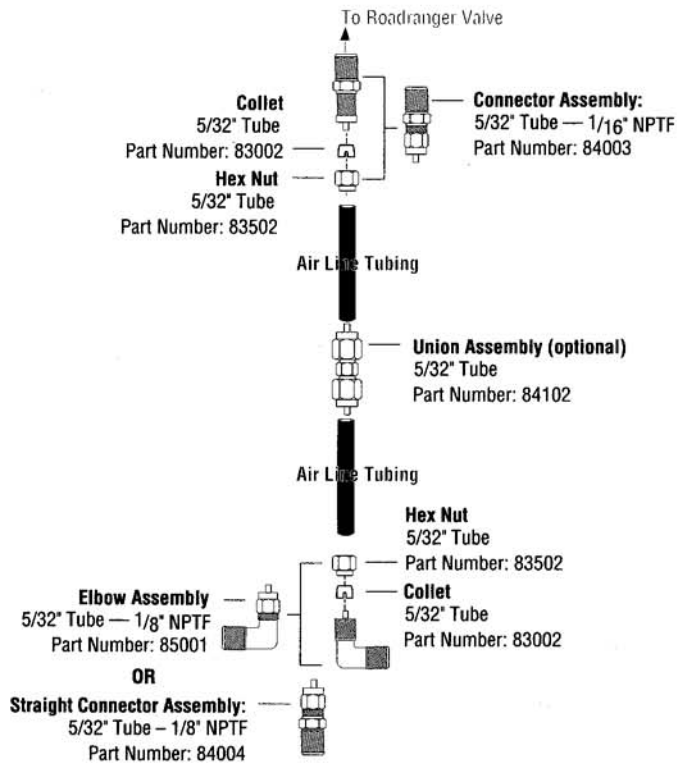 To Roadranger Valve
Collet
5/32" Tube
Part Number: 83002
Hex Nut
5/32" Tube
Part Number: 83502
Connector Assembly:
5/32" Tube — 1/16" NPTF
Part Number: 84003
Air Line Tubing
Union Assembly (optional)
5/32" Tube
Part Number: 84102
Air Line Tubing
Hex Nut
5/32" Tube
Part Number: 83502
Collet
5/32" Tube
Part Number: 83002
Elbow Assembly
5/32" Tube — 1/8" NPTF
Part Number: 85001
OR
Straight Connector Assembly:
5/32" Tube – 1/8" NPTF
Part Number: 84004